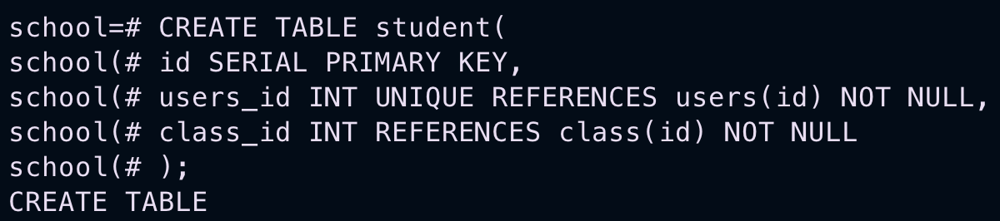 school=# CREATE TABLE student(
school(# id SERIAL PRIMARY KEY,
school(# users_id INT UNIQUE REFERENCES users(id) NOT NULL,
school(# class_id INT REFERENCES class(id) NOT NULL
school(# );
CREATE TABLE